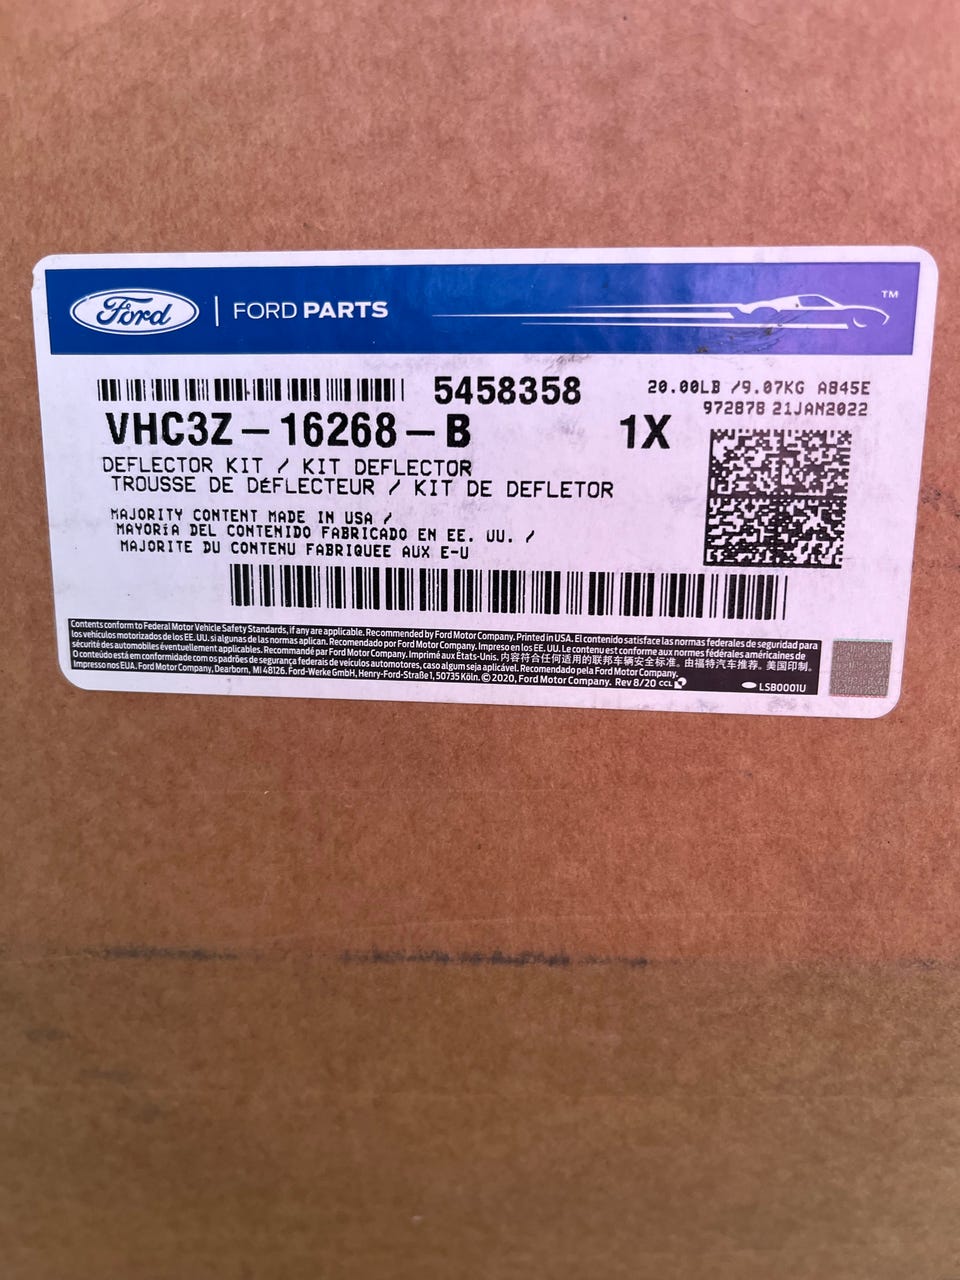 Ford | FORD PARTS
TM
5458358
20.00LB /9.07KG A845E
972878 21JAN2022
VHC3Z-16268-B 1X
DEFLECTOR KIT / KIT DEFLECTOR
TROUSSE DE DéFLECTEUR / KIT DE DEFLETOR
MAJORITY CONTENT MADE IN USA /
MAYORíA DEL CONTENIDO FABRICADO EN EE. UU. /
MAJORITE DU CONTENU FABRIQUEE AUX E-U
Contents conform to Federal Motor Vehicle Safety Standards, if any are applicable. Recommended by Ford Motor Company. Printed in USA. El contenido satisface las normas federales de seguridad para
los vehículos motorizados de los EE. UU. si algunas de las normas aplican. Recomendado por Ford Motor Company. Impreso en los EE. UU. Le contenu est conforme aux normes fédérales américaines de
sécurité des automobiles éventuellement applicables. Recommandé par Ford Motor Company. Imprimé aux États-Unis. 内容符合任何适用的联邦车辆安全标准。由福特汽车推荐。美国印制。
O conteúdo está em conformidade com os padrões de segurança federais de veículos automotores, caso algum seja aplicável. Recomendado pela Ford Motor Company.
Impresso nos EUA. Ford Motor Company, Dearborn, MI 48126. Ford-Werke GmbH, Henry-Ford-Straße 1, 50735 Köln. ©2020, Ford Motor Company. Rev 8/20 CCL
LSB0001U